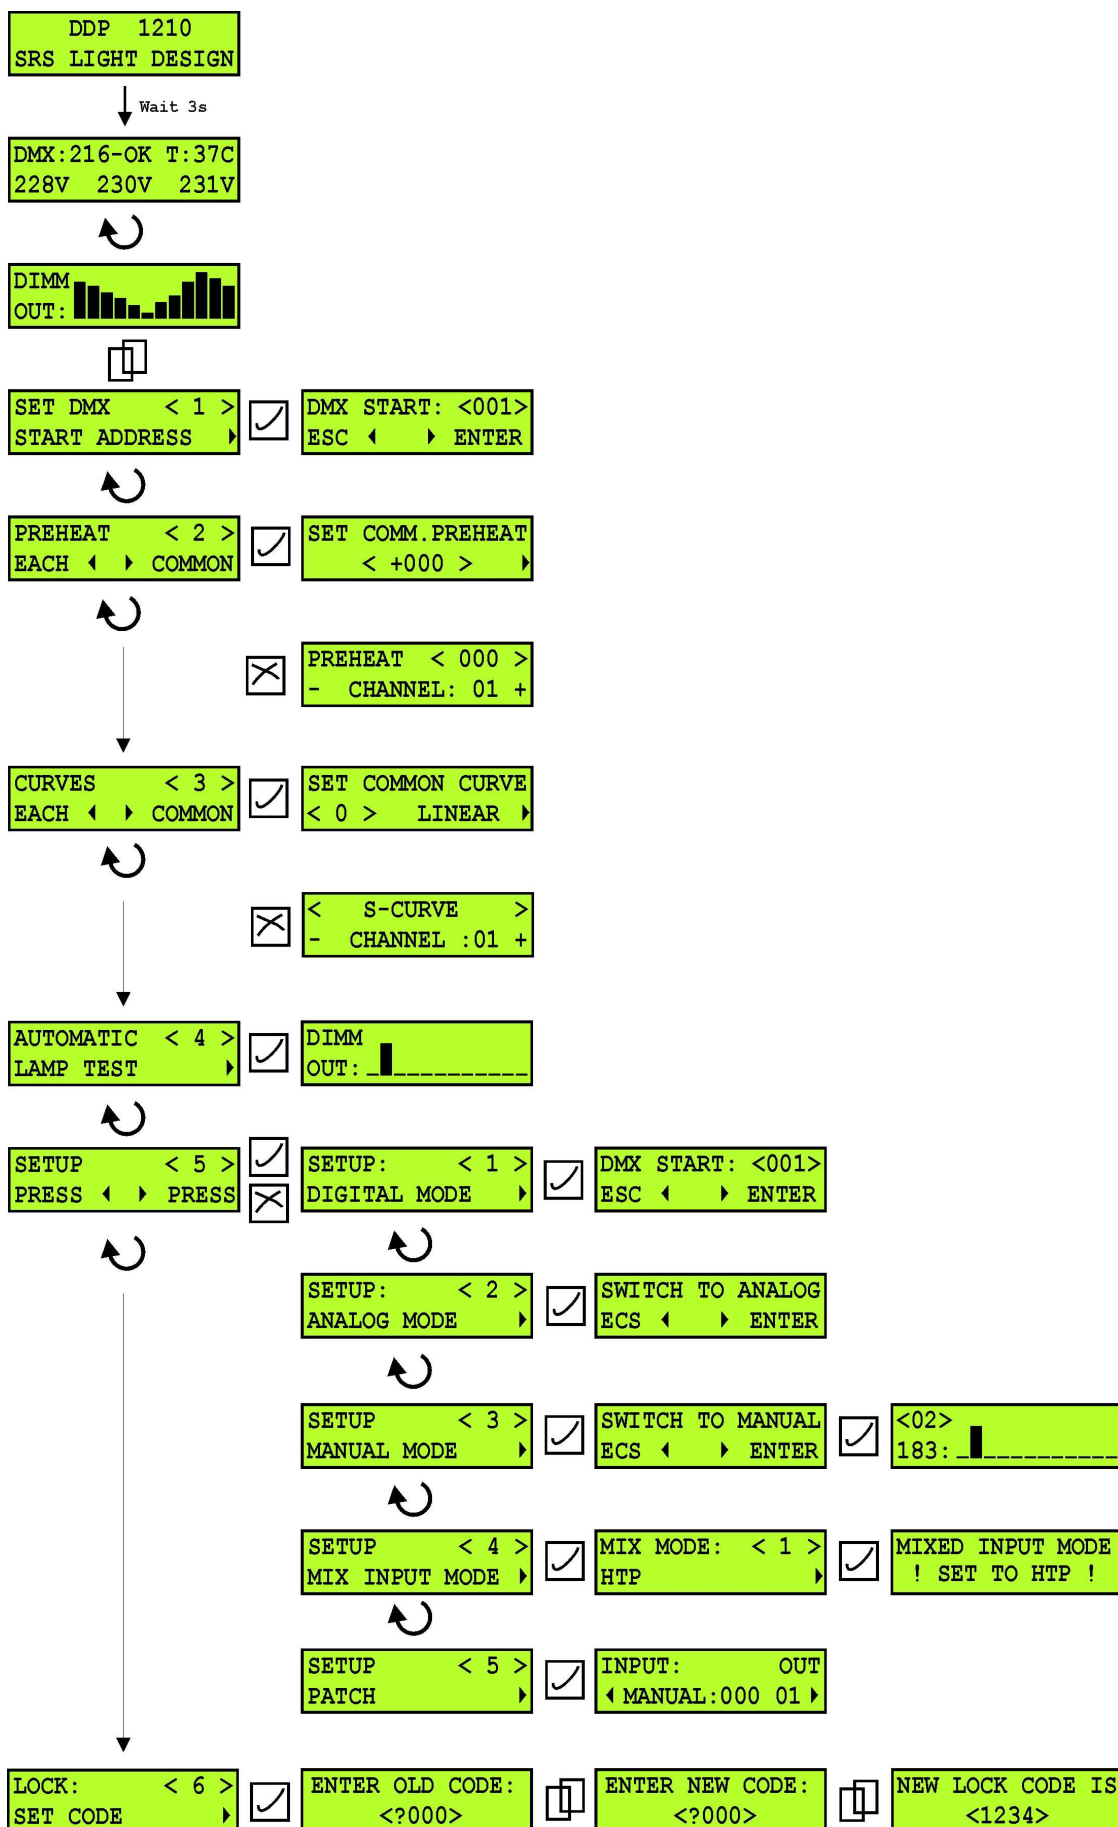 DDP 1210
SRS LIGHT DESIGN
Wait 3s
DMX:216-OK T:37C
228V 230V 231V
DIMM
OUT:
SET DMX < 1 >
START ADDRESS
DMX START: <001>
ESC ENTER
PREHEAT < 2 >
EACH COMMON
SET COMM.PREHEAT
< +000 >
PREHEAT < 000 >
- CHANNEL: 01 +
CURVES < 3 >
EACH COMMON
SET COMMON CURVE
< 0 > LINEAR
< S-CURVE >
- CHANNEL :01 +
AUTOMATIC < 4 >
LAMP TEST
DIMM
OUT:
SETUP < 5 >
PRESS PRESS
SETUP: < 1 >
DIGITAL MODE
DMX START: <001>
ESC ENTER
SETUP: < 2 >
ANALOG MODE
SWITCH TO ANALOG
ECS ENTER
SETUP < 3 >
MANUAL MODE
SWITCH TO MANUAL
ECS ENTER
<02>
183:
SETUP < 4 >
MIX INPUT MODE
MIX MODE: < 1 >
HTP
MIXED INPUT MODE
! SET TO HTP !
SETUP < 5 >
PATCH
INPUT: OUT
MANUAL:000 01
LOCK: < 6 >
SET CODE
ENTER OLD CODE:
<?000>
ENTER NEW CODE:
<?000>
NEW LOCK CODE IS
<1234>